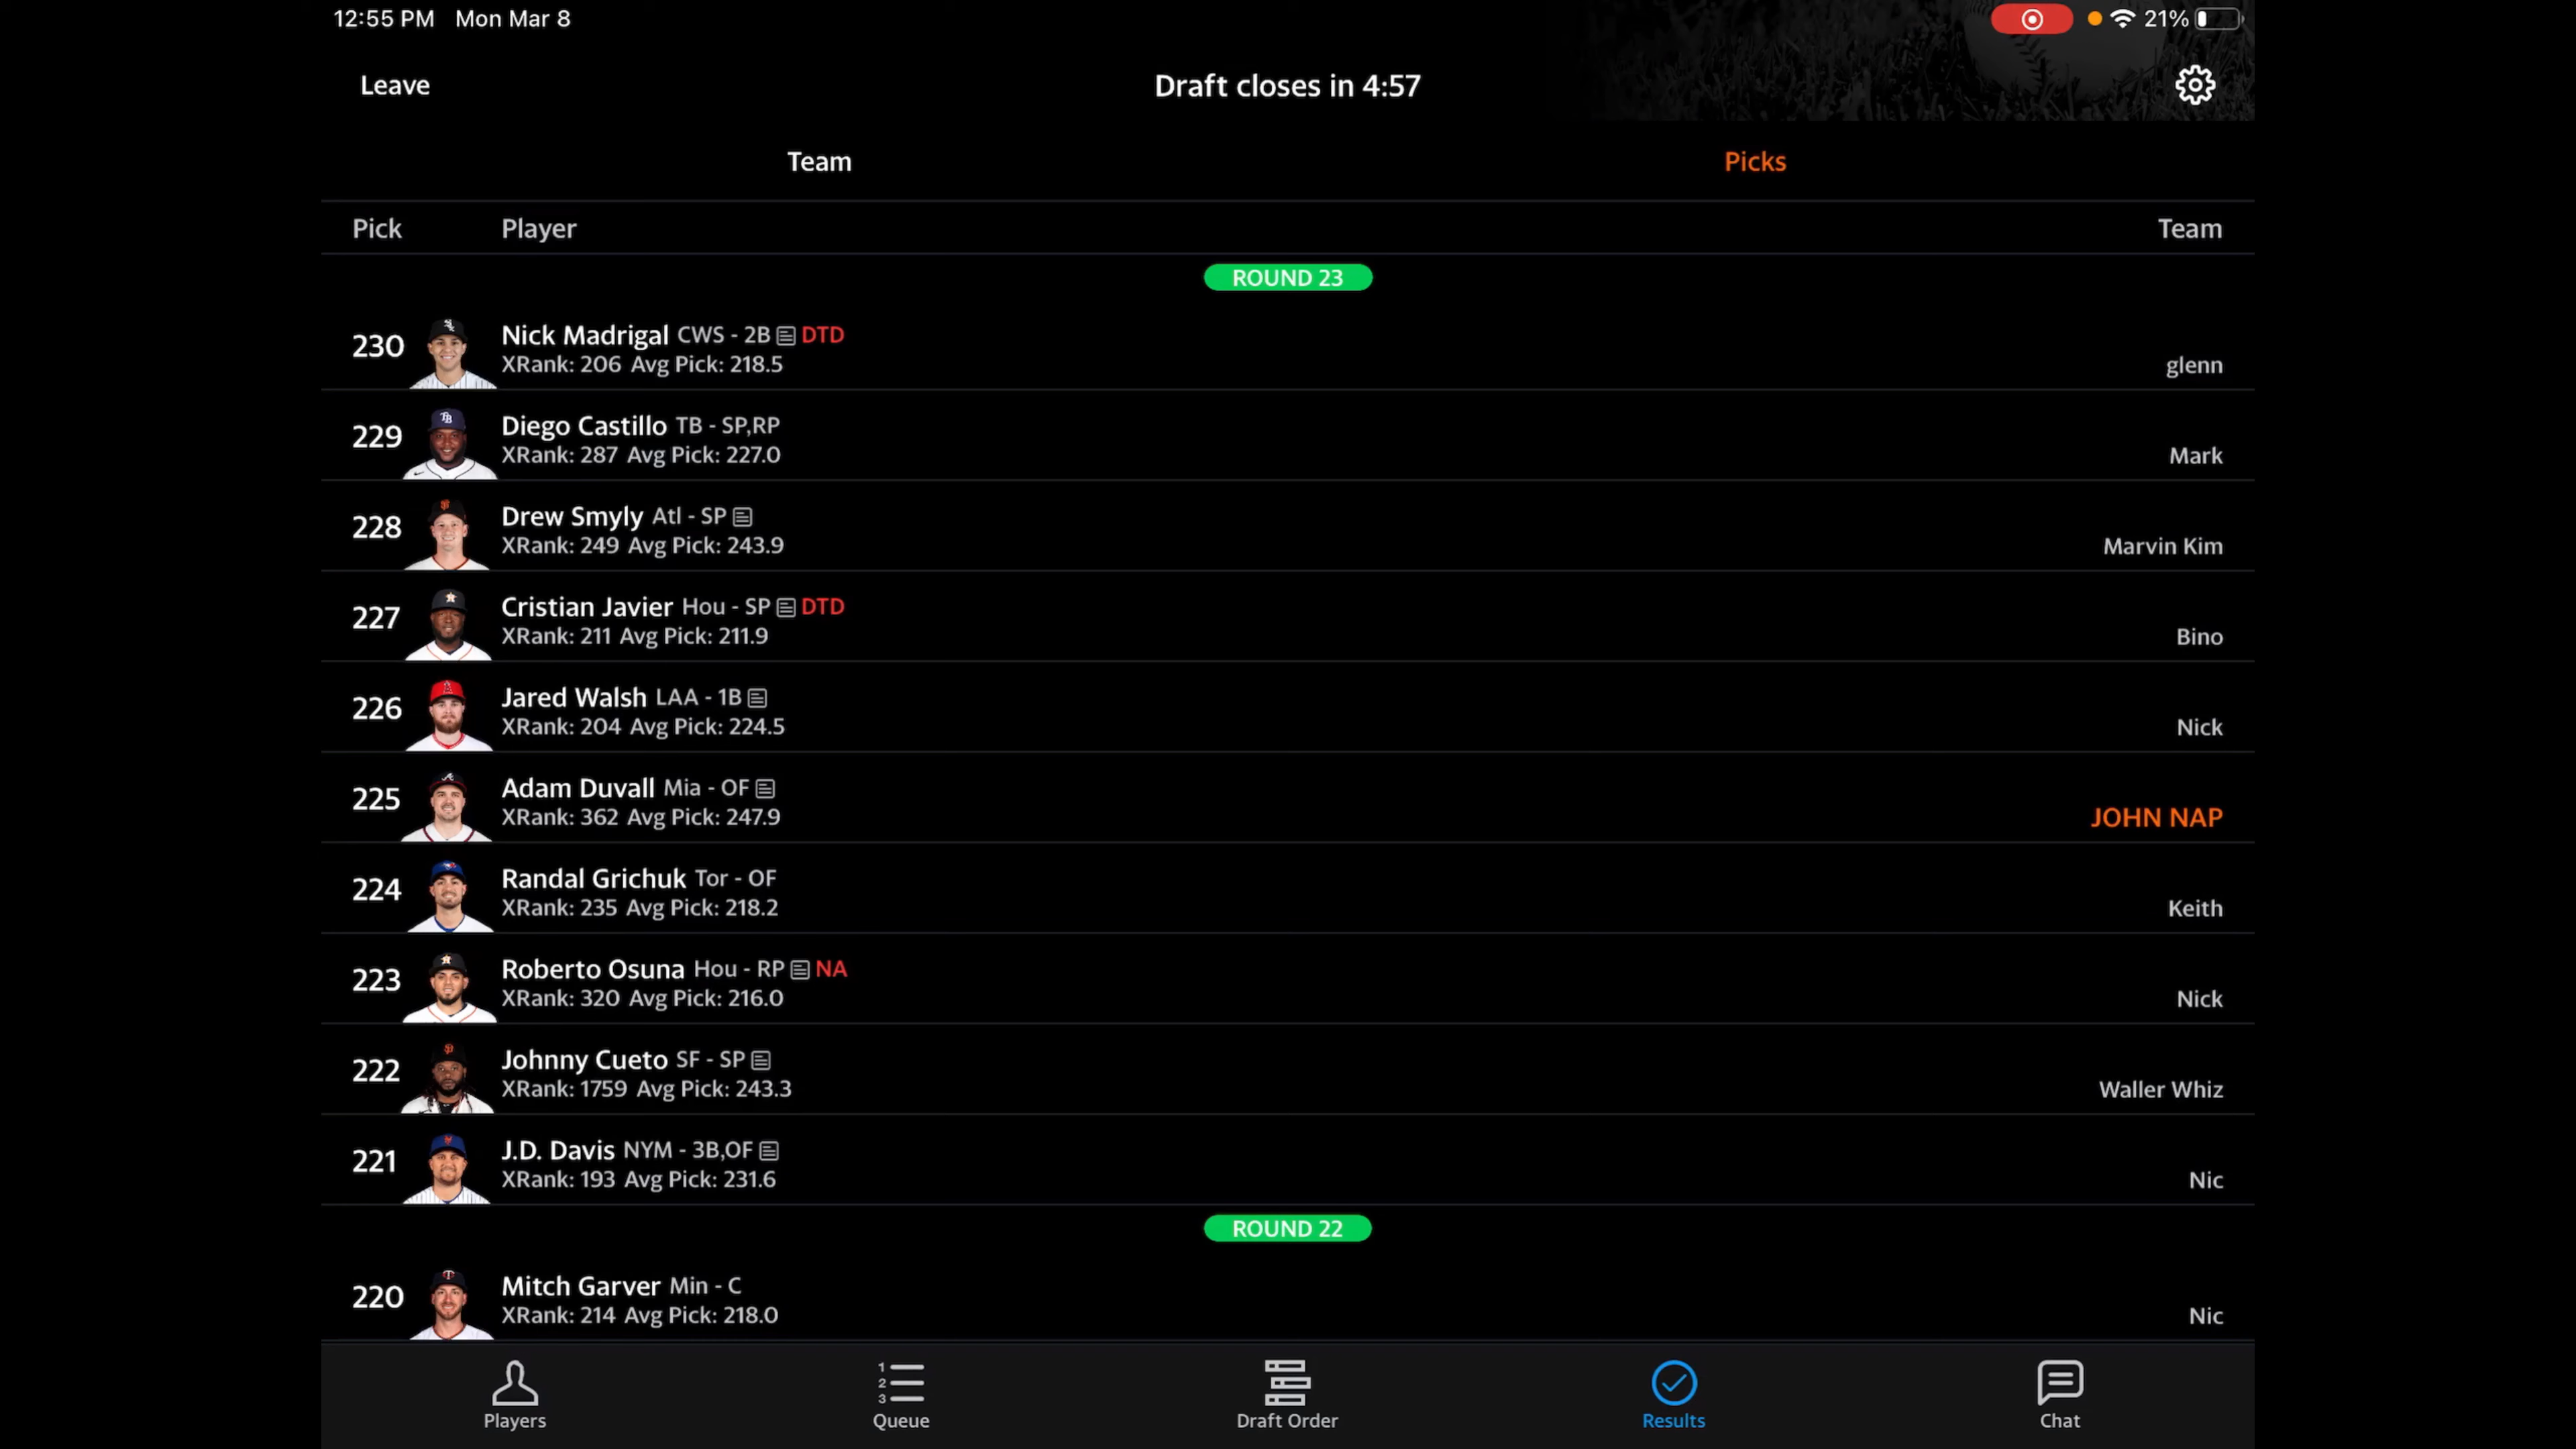 12:55 PM Mon Mar 8
21%
Leave
Draft closes in 4:57
Team
Picks
Pick Player Team
ROUND 23
230 Nick Madrigal CWS - 2B DTD
XRank: 206 Avg Pick: 218.5
glenn
229 Diego Castillo TB - SP,RP
XRank: 287 Avg Pick: 227.0
Mark
228 Drew Smyly Atl - SP
XRank: 249 Avg Pick: 243.9
Marvin Kim
227 Cristian Javier Hou - SP DTD
XRank: 211 Avg Pick: 211.9
Bino
226 Jared Walsh LAA - 1B
XRank: 204 Avg Pick: 224.5
Nick
225 Adam Duvall Mia - OF
XRank: 362 Avg Pick: 247.9
JOHN NAP
224 Randal Grichuk Tor - OF
XRank: 235 Avg Pick: 218.2
Keith
223 Roberto Osuna Hou - RP NA
XRank: 320 Avg Pick: 216.0
Nick
222 Johnny Cueto SF - SP
XRank: 1759 Avg Pick: 243.3
Waller Whiz
221 J.D. Davis NYM - 3B,OF
XRank: 193 Avg Pick: 231.6
Nic
ROUND 22
220 Mitch Garver Min - C
XRank: 214 Avg Pick: 218.0
Nic
Players
Queue
Draft Order
Results
Chat